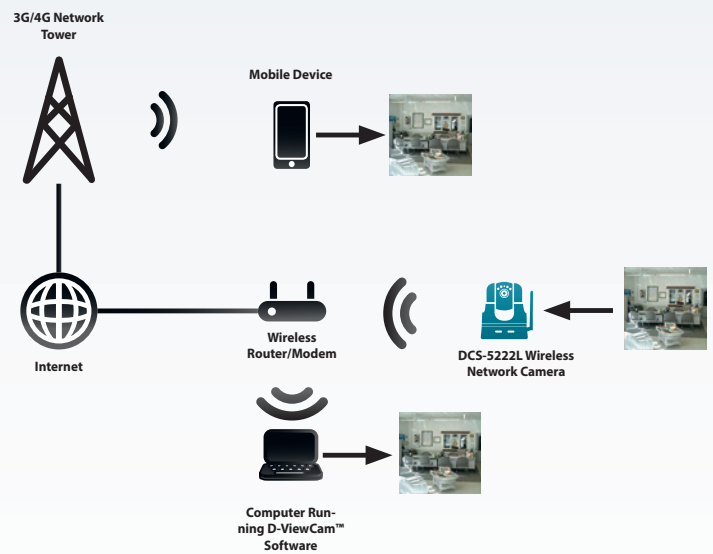 3G/4G Network
Tower
Mobile Device
Internet
Wireless
Router/Modem
DCS-5222L Wireless
Network Camera
Computer Run-
ning D-ViewCam™
Software